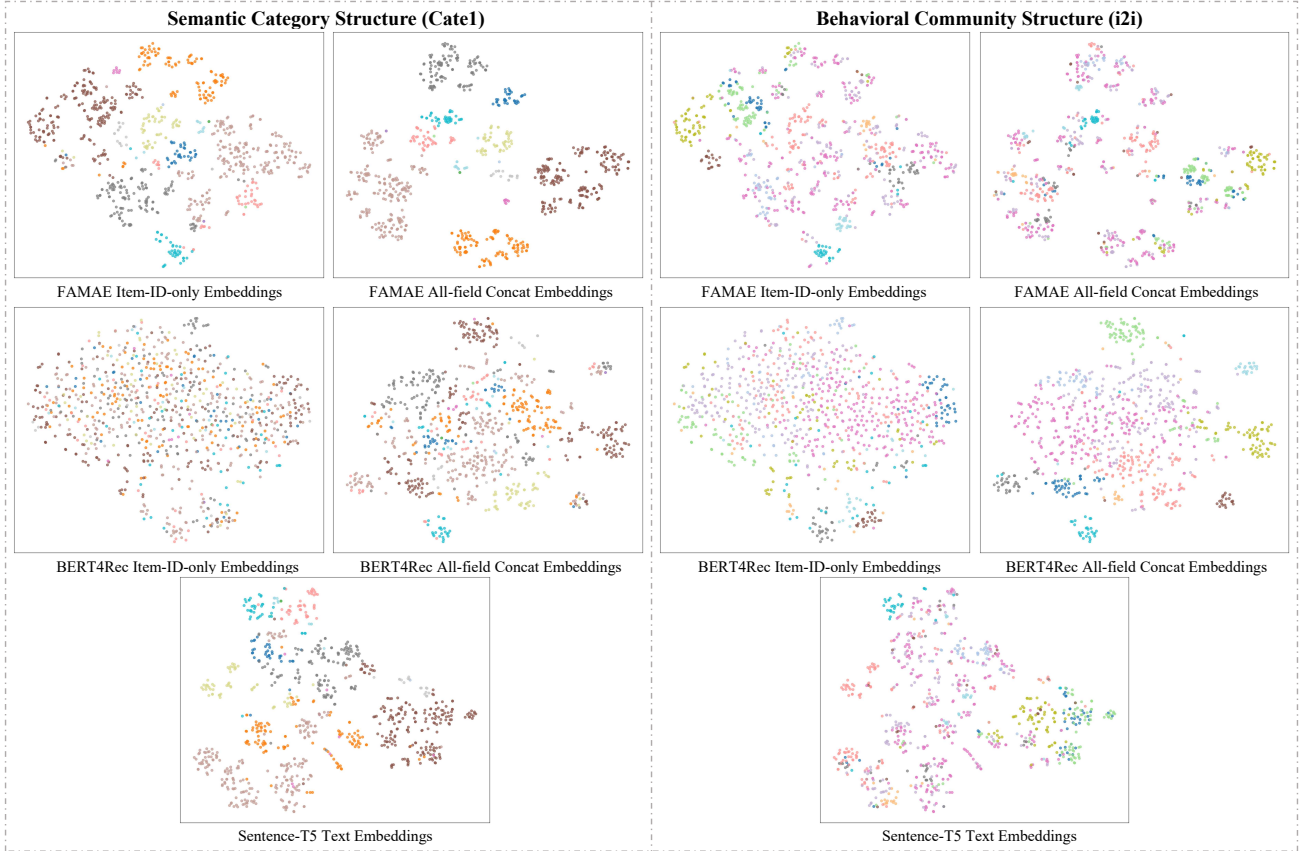 Semantic Category Structure (Cate1)
Behavioral Community Structure (i2i)
FAMAE Item-ID-only Embeddings
FAMAE All-field Concat Embeddings
FAMAE Item-ID-only Embeddings
FAMAE All-field Concat Embeddings
BERT4Rec Item-ID-only Embeddings
BERT4Rec All-field Concat Embeddings
BERT4Rec Item-ID-only Embeddings
BERT4Rec All-field Concat Embeddings
Sentence-T5 Text Embeddings
Sentence-T5 Text Embeddings